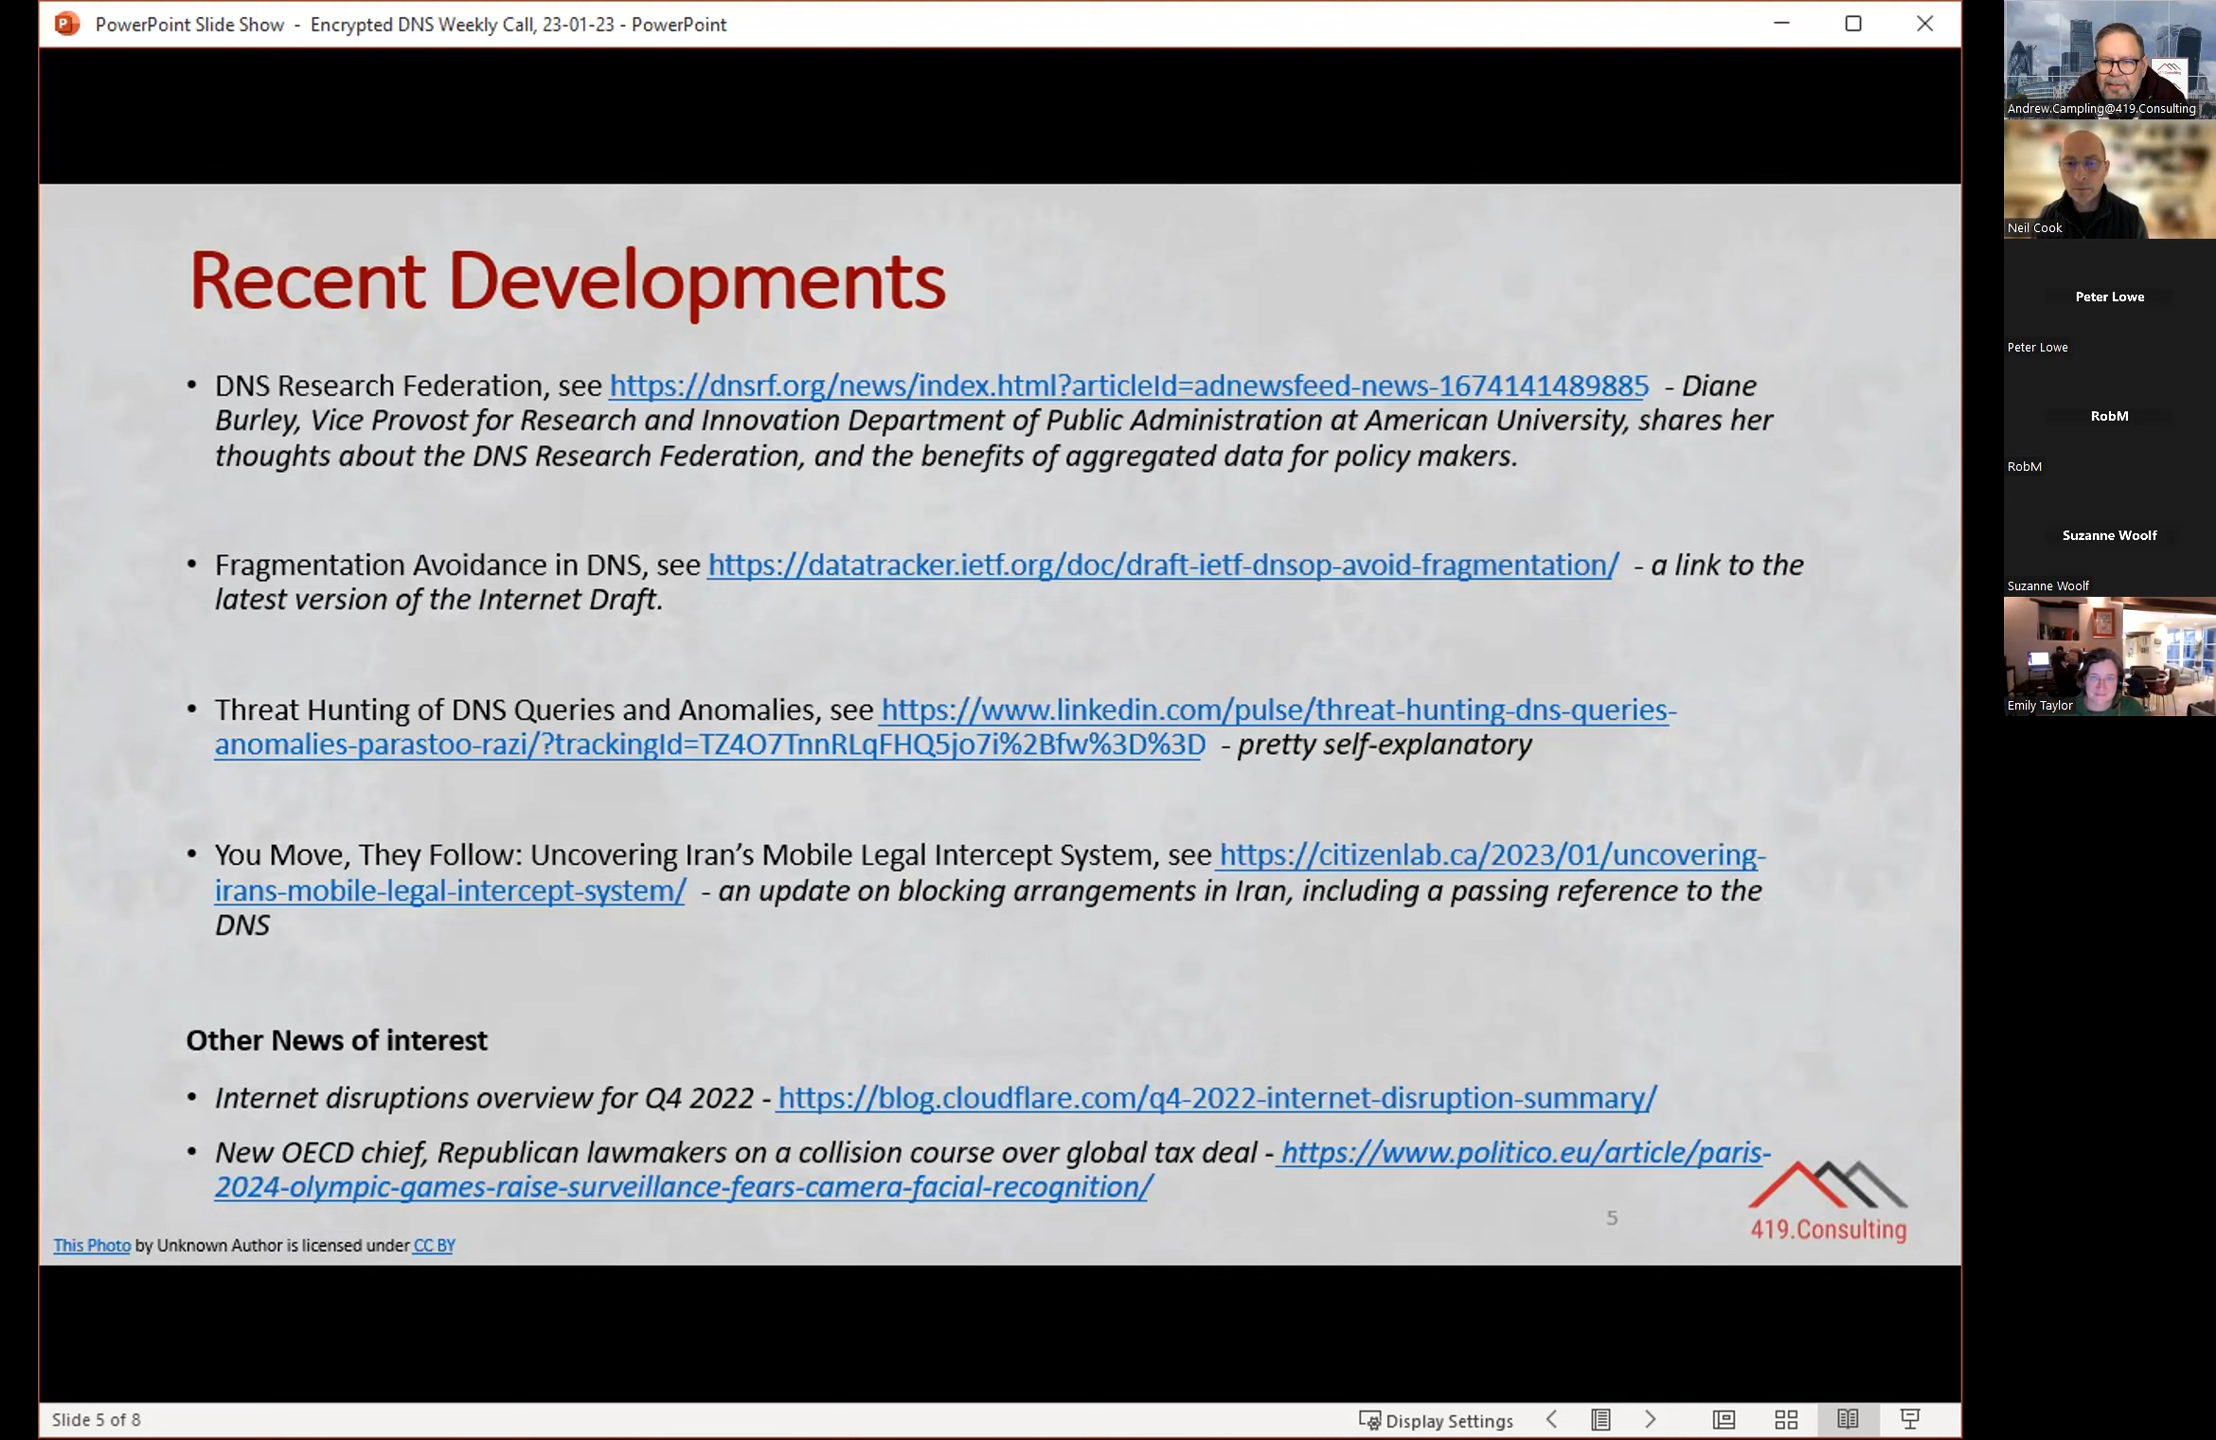 PowerPoint Slide Show - Encrypted DNS Weekly Call, 23-01-23 - PowerPoint
Recent Developments
• DNS Research Federation, see https://dnsrf.org/news/index.html?articleId=adnewsfeed-news-1674141489885 - Diane
Burley, Vice Provost for Research and Innovation Department of Public Administration at American University, shares her
thoughts about the DNS Research Federation, and the benefits of aggregated data for policy makers.
• Fragmentation Avoidance in DNS, see https://datatracker.ietf.org/doc/draft-ietf-dnsop-avoid-fragmentation/ - a link to the
latest version of the Internet Draft.
• Threat Hunting of DNS Queries and Anomalies, see https://www.linkedin.com/pulse/threat-hunting-dns-queries-
anomalies-parastoo-razi/?trackingId=TZ4O7TnnRLqFHQ5jo7i%2Bfw%3D%3D - pretty self-explanatory
• You Move, They Follow: Uncovering Iran's Mobile Legal Intercept System, see https://citizenlab.ca/2023/01/uncovering-
irans-mobile-legal-intercept-system/ - an update on blocking arrangements in Iran, including a passing reference to the
DNS
Other News of interest
• Internet disruptions overview for Q4 2022 - https://blog.cloudflare.com/q4-2022-internet-disruption-summary/
• New OECD chief, Republican lawmakers on a collision course over global tax deal - https://www.politico.eu/article/paris-
2024-olympic-games-raise-surveillance-fears-camera-facial-recognition/
5
419.Consulting
This Photo by Unknown Author is licensed under CC BY
Slide 5 of 8
Display Settings
Andrew.Campling@419.Consulting
Neil Cook
Peter Lowe
Peter Lowe
RobM
RobM
Suzanne Woolf
Suzanne Woolf
Emily Taylor